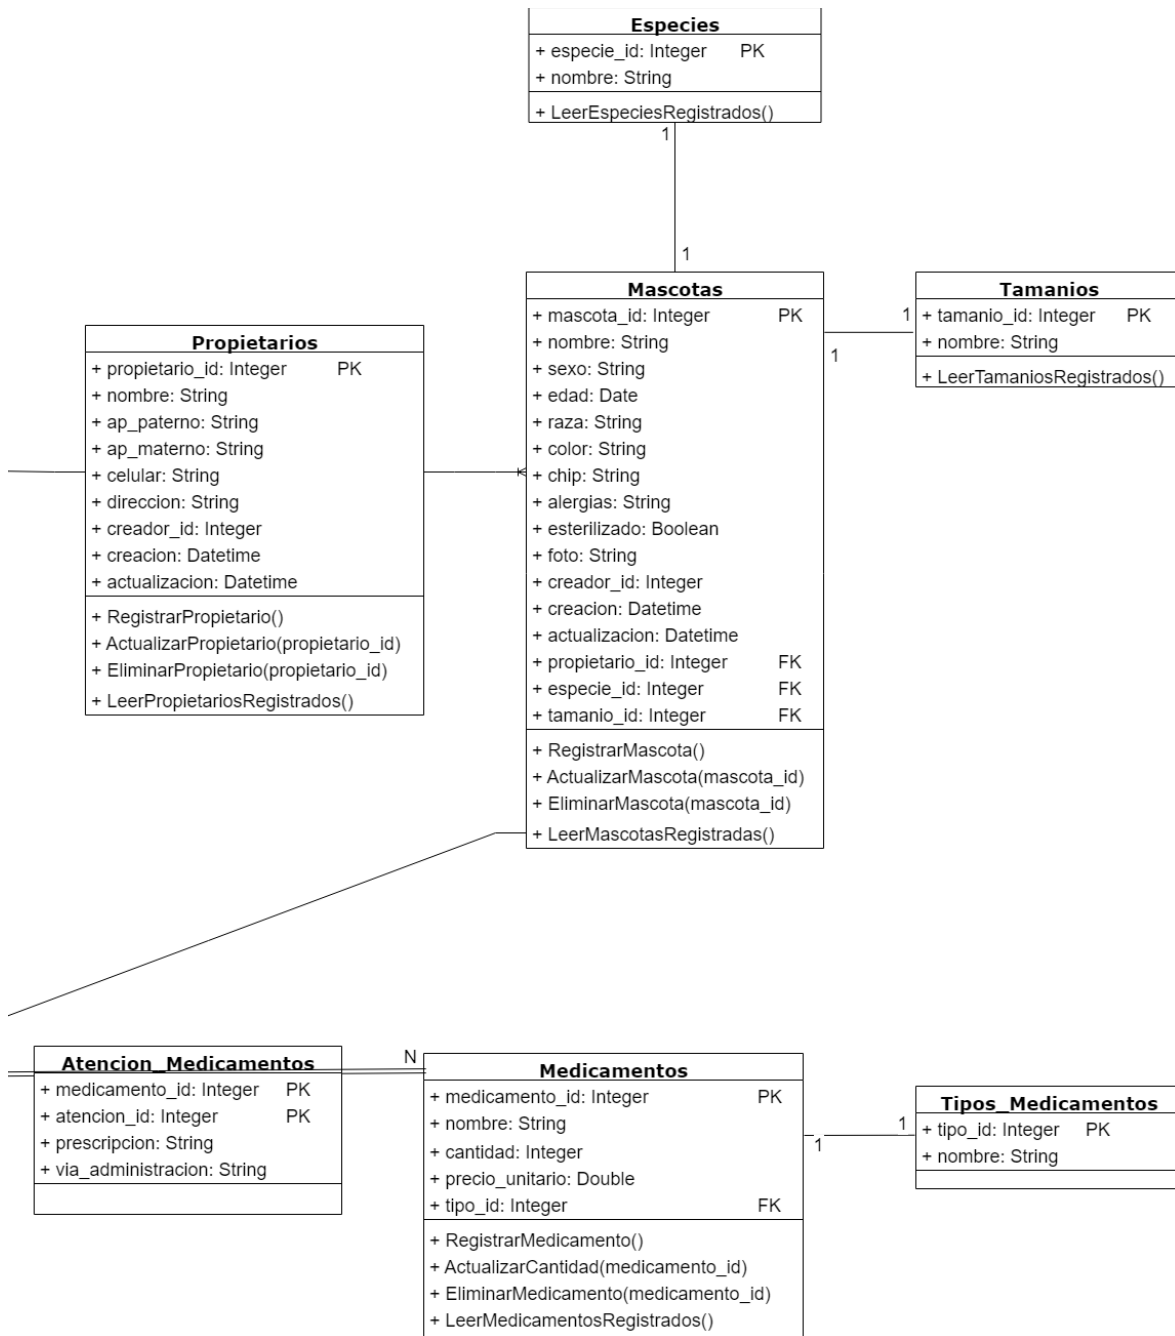 Especies
+ especie_id: Integer PK
+ nombre: String
+ LeerEspeciesRegistrados()
1
1
Mascotas
+ mascota_id: Integer PK
+ nombre: String
+ sexo: String
+ edad: Date
+ raza: String
+ color: String
+ chip: String
+ alergias: String
+ esterilizado: Boolean
+ foto: String
+ creador_id: Integer
+ creacion: Datetime
+ actualizacion: Datetime
+ propietario_id: Integer FK
+ especie_id: Integer FK
+ tamanio_id: Integer FK
+ RegistrarMascota()
+ ActualizarMascota(mascota_id)
+ EliminarMascota(mascota_id)
+ LeerMascotasRegistradas()
1
1
Tamanios
+ tamanio_id: Integer PK
+ nombre: String
+ LeerTamaniosRegistrados()
Propietarios
+ propietario_id: Integer PK
+ nombre: String
+ ap_paterno: String
+ ap_materno: String
+ celular: String
+ direccion: String
+ creador_id: Integer
+ creacion: Datetime
+ actualizacion: Datetime
+ RegistrarPropietario()
+ ActualizarPropietario(propietario_id)
+ EliminarPropietario(propietario_id)
+ LeerPropietariosRegistrados()
Atencion_Medicamentos
+ medicamento_id: Integer PK
+ atencion_id: Integer PK
+ prescripcion: String
+ via_administracion: String
N
Medicamentos
+ medicamento_id: Integer PK
+ nombre: String
+ cantidad: Integer
+ precio_unitario: Double
+ tipo_id: Integer FK
+ RegistrarMedicamento()
+ ActualizarCantidad(medicamento_id)
+ EliminarMedicamento(medicamento_id)
+ LeerMedicamentosRegistrados()
1
1
Tipos_Medicamentos
+ tipo_id: Integer PK
+ nombre: String